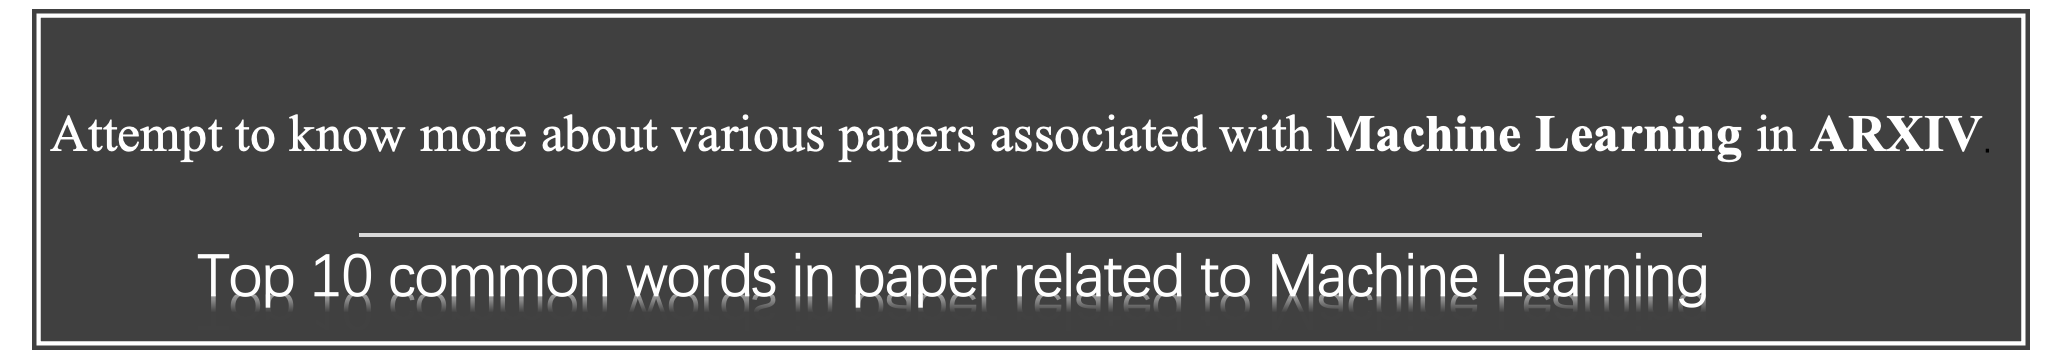 Attempt to know more about various papers associated with Machine Learning in ARXIV.
Top 10 common words in paper related to Machine Learning